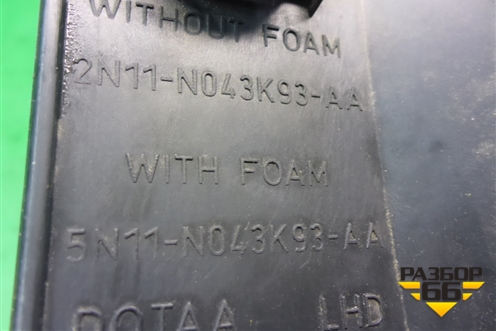 WITHOUT FOAM
2N11-N043K93-AA
WITH FOAM
5N11-N043K93-AA
LHD
РАЗБОР
66